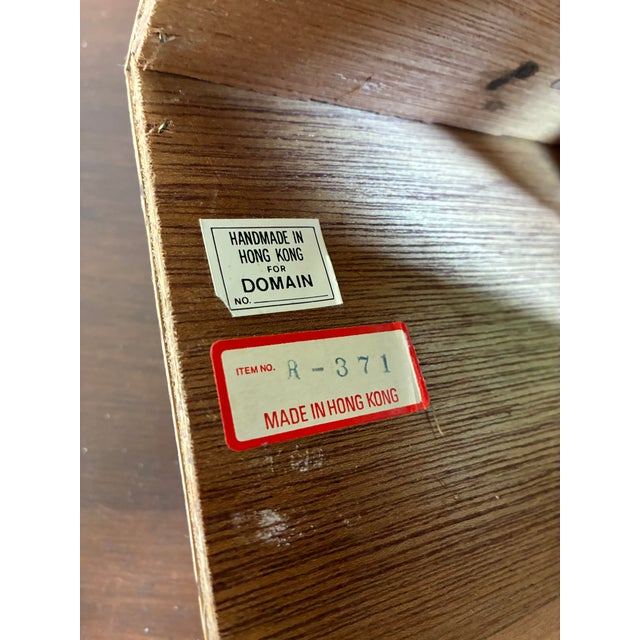 HANDMADE IN
HONG KONG
FOR
DOMAIN
NO.
ITEM NO. R-371
MADE IN HONG KONG